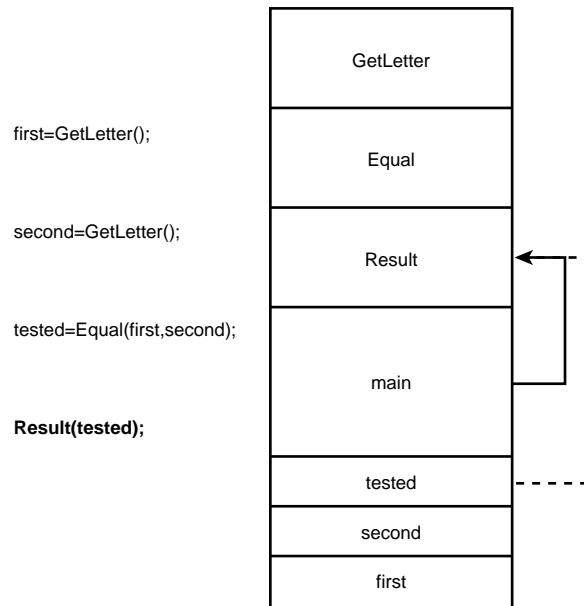 GetLetter
first=GetLetter();
Equal
second=GetLetter();
Result
tested=Equal(first,second);
main
Result(tested);
tested
second
first